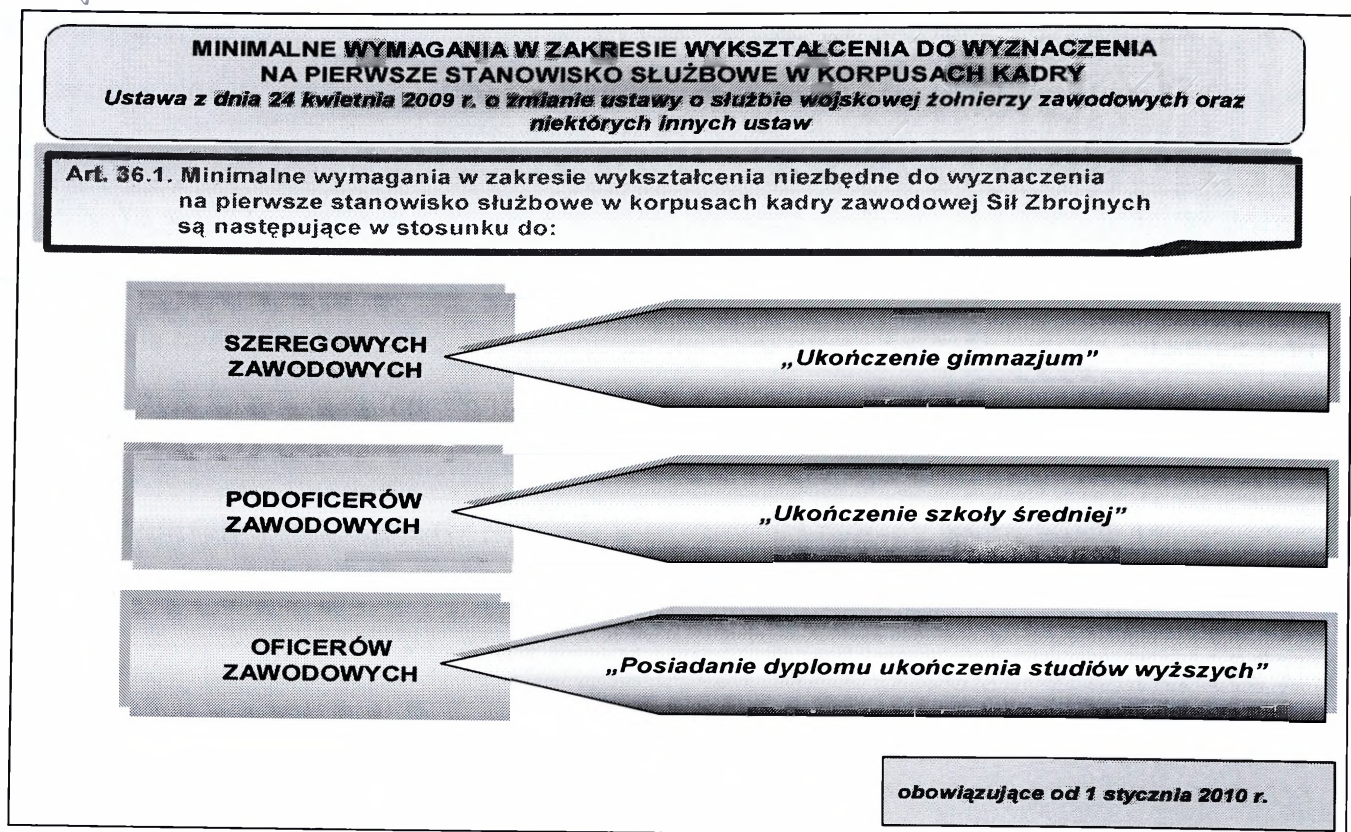 MINIMALNE WYMAGANIA W ZAKRESIE WYKSZTAŁCENIA DO WYZNACZENIA
NA PIERWSZE STANOWISKO SŁUŻBOWE W KORPUSACH KADRY
Ustawa z dnia 24 kwietnia 2009 r. o zmianie ustawy o służbie wojskowej żołnierzy zawodowych oraz
niektórych innych ustaw
Art. 36.1. Minimalne wymagania w zakresie wykształcenia niezbędne do wyznaczenia
na pierwsze stanowisko służbowe w korpusach kadry zawodowej Sił Zbrojnych
są następujące w stosunku do:
SZEREGOWYCH
ZAWODOWYCH
„Ukończenie gimnazjum”
PODOFICERÓW
ZAWODOWYCH
„Ukończenie szkoły średniej”
OFICERÓW
ZAWODOWYCH
„Posiadanie dyplomu ukończenia studiów wyższych”
obowiązujące od 1 stycznia 2010 r.